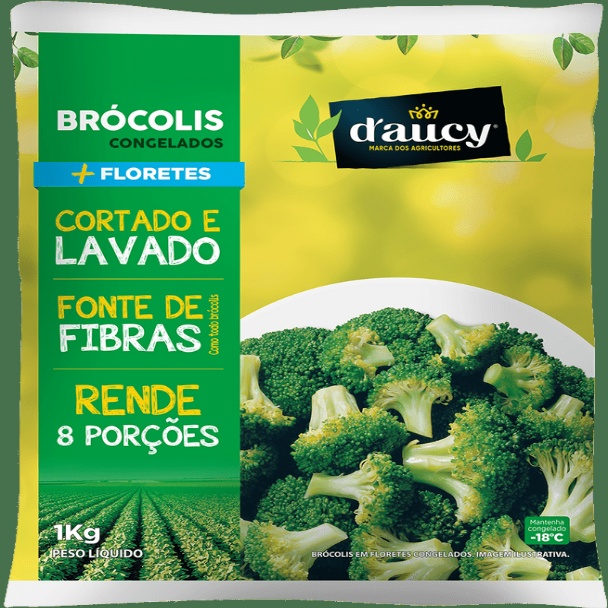 BRÓCOLIS
CONGELADOS
+ FLORETES
CORTADO E
LAVADO
FONTE DE
FIBRAS
Como todo brócolis
RENDE
8 PORÇÕES
1Kg
PESO LÍQUIDO
d'aucy®
MARCA DOS AGRICULTORES
Mantenha
congelado
-18°C
BRÓCOLIS EM FLORETES CONGELADOS. IMAGEM ILUSTRATIVA.